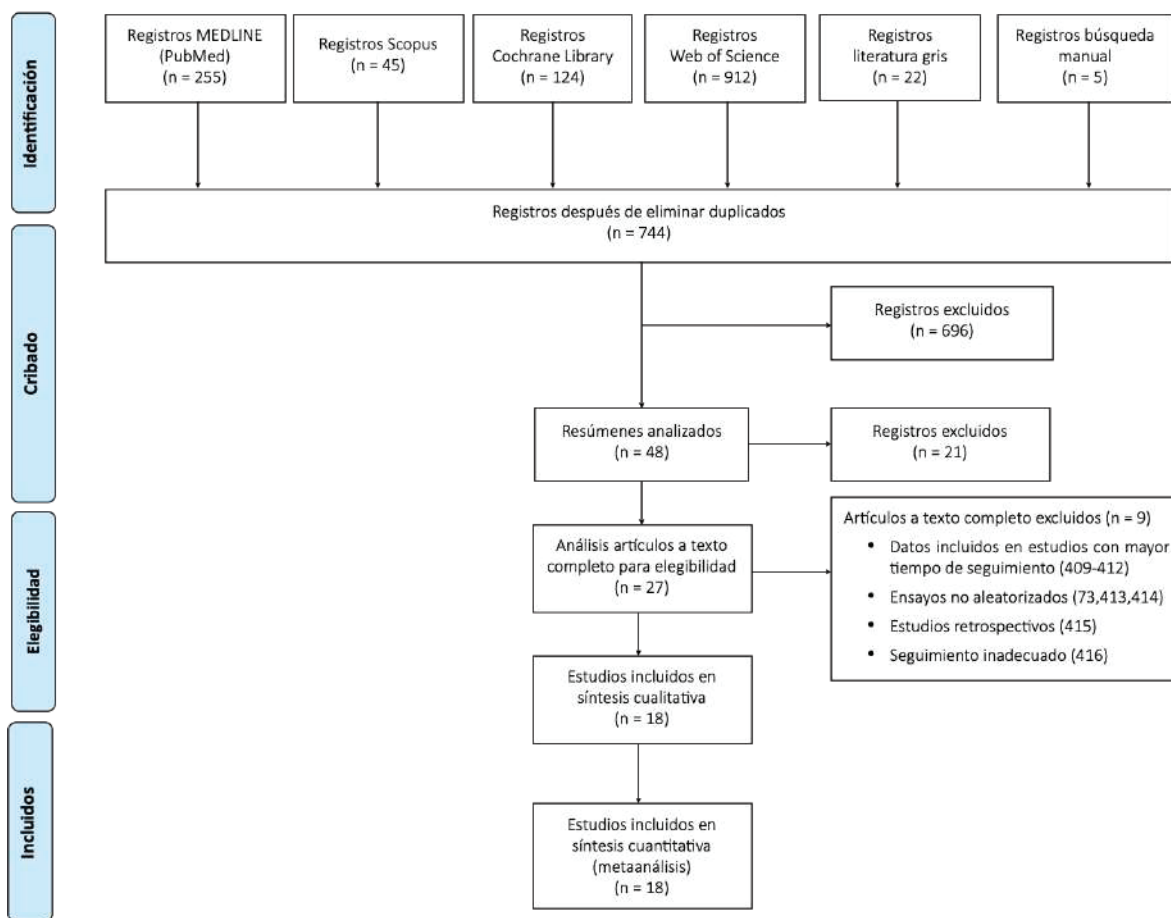 Identificación
Registros MEDLINE
(PubMed)
(n = 255)
Registros Scopus
(n = 45)
Registros
Cochrane Library
(n = 124)
Registros
Web of Science
(n = 912)
Registros
literatura gris
(n = 22)
Registros búsqueda
manual
(n = 5)
Registros después de eliminar duplicados
(n = 744)
Cribado
Registros excluidos
(n = 696)
Resúmenes analizados
(n = 48)
Registros excluidos
(n = 21)
Elegibilidad
Análisis artículos a texto
completo para elegibilidad
(n = 27)
Artículos a texto completo excluidos (n = 9)
• Datos incluidos en estudios con mayor
tiempo de seguimiento (409-412)
• Ensayos no aleatorizados (73,413,414)
• Estudios retrospectivos (415)
• Seguimiento inadecuado (416)
Estudios incluidos en
síntesis cualitativa
(n = 18)
Incluidos
Estudios incluidos en
síntesis cuantitativa
(metaanálisis)
(n = 18)